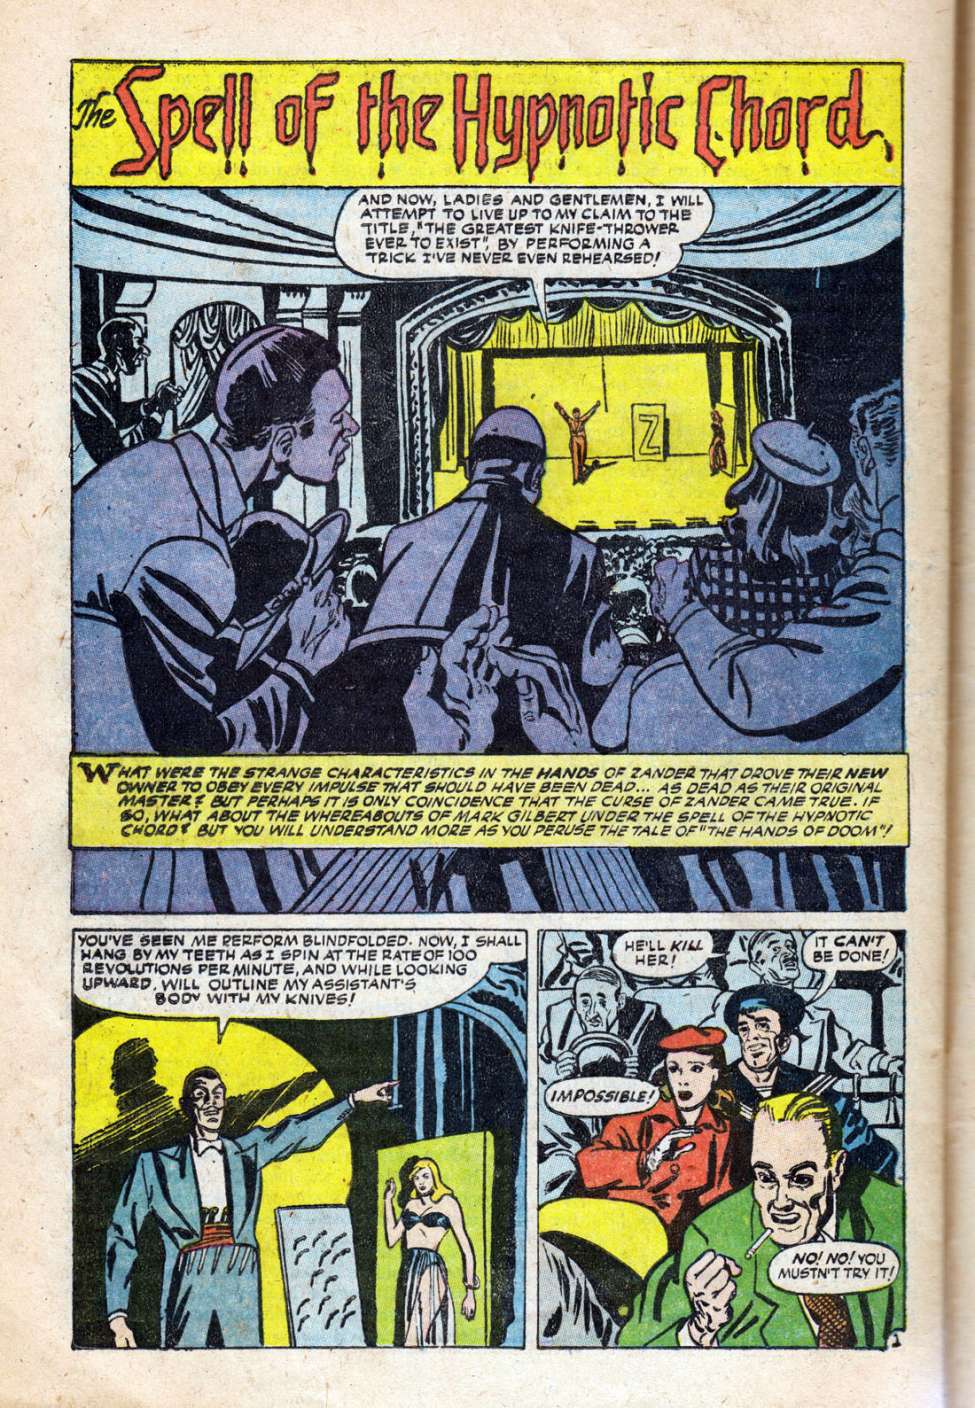 The Spell of the Hypnotic Chord
AND NOW, LADIES AND GENTLEMEN, I WILL
ATTEMPT TO LIVE UP TO MY CLAIM TO THE
TITLE, "THE GREATEST KNIFE-THROWER
EVER TO EXIST", BY PERFORMING A
TRICK I'VE NEVER EVEN REHEARSED!
Z
WHAT WERE THE STRANGE CHARACTERISTICS IN THE HANDS OF ZANDER THAT DROVE THEIR NEW
OWNER TO OBEY EVERY IMPULSE THAT SHOULD HAVE BEEN DEAD... AS DEAD AS THEIR ORIGINAL
MASTER? BUT PERHAPS IT IS ONLY COINCIDENCE THAT THE CURSE OF ZANDER CAME TRUE. IF
SO, WHAT ABOUT THE WHEREABOUTS OF MARK GILBERT UNDER THE SPELL OF THE HYPNOTIC
CHORD? BUT YOU WILL UNDERSTAND MORE AS YOU PERUSE THE TALE OF "THE HANDS OF DOOM"!
YOU'VE SEEN ME PERFORM BLINDFOLDED. NOW, I SHALL
HANG BY MY TEETH AS I SPIN AT THE RATE OF 100
REVOLUTIONS PER MINUTE, AND WHILE LOOKING
UPWARD, WILL OUTLINE MY ASSISTANT'S
BODY WITH MY KNIVES!
HE'LL KILL
HER!
IT CAN'T
BE DONE!
IMPOSSIBLE!
NO! NO! YOU
MUSTN'T TRY IT!
1